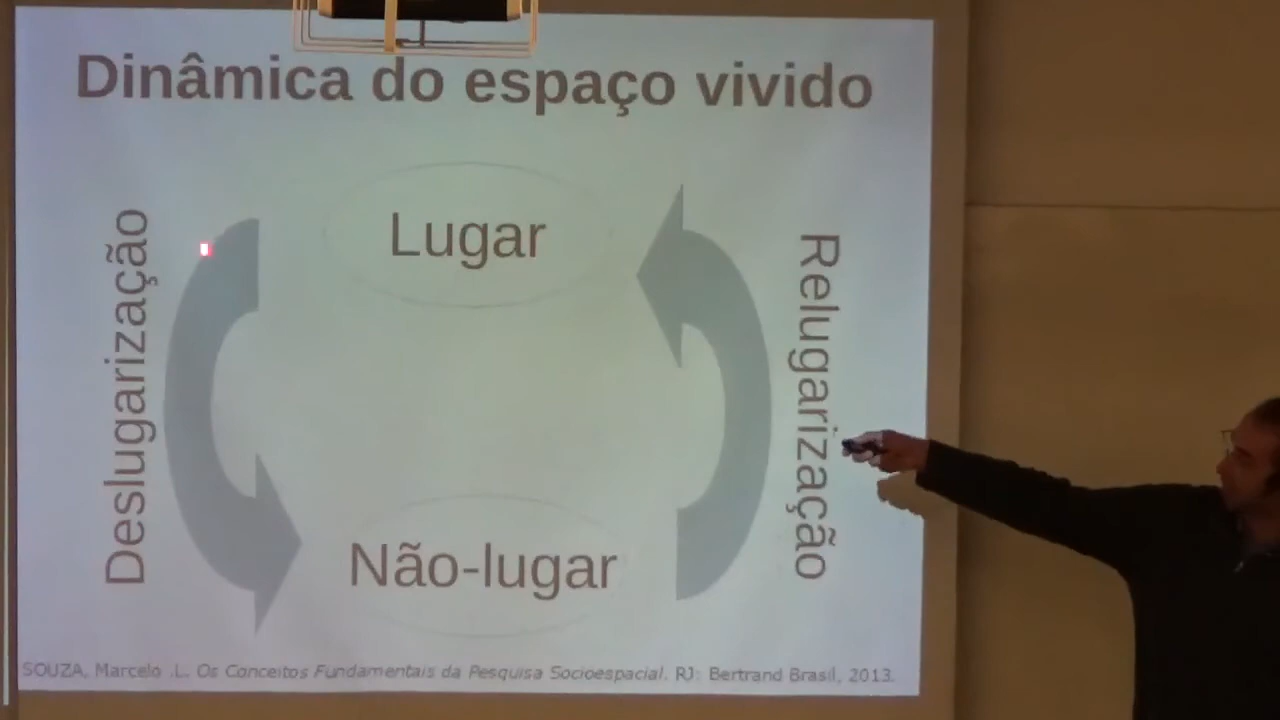 Dinâmica do espaço vivido
Deslugarização
Lugar
Relugarização
Não-lugar
SOUZA, Marcelo .L. Os Conceitos Fundamentais da Pesquisa Socioespacial. RJ: Bertrand Brasil, 2013.